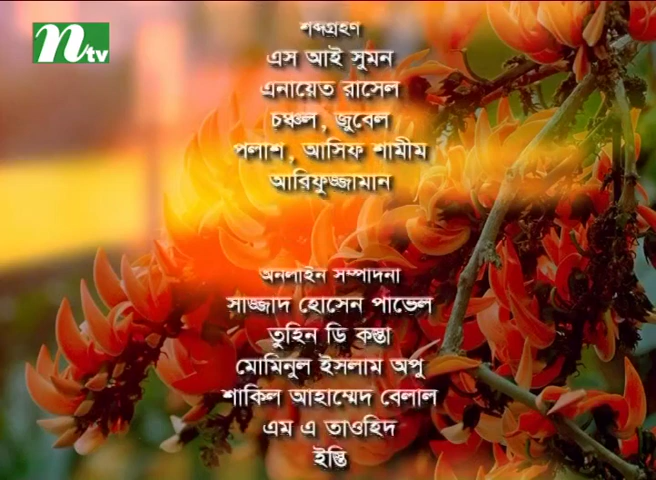 ntv
শব্দগ্রহণ
এস আই সুমন
এনায়েত রাসেল
চঞ্চল, জুবেল
পলাশ, আসিফ শামীম
আরিফুজ্জামান
অনলাইন সম্পাদনা
সাজ্জাদ হোসেন পাভেল
তুহিন ডি কস্তা
মোমিনুল ইসলাম অপু
শাকিল আহাম্মেদ বেলাল
এম এ তাওহিদ
ইস্তি